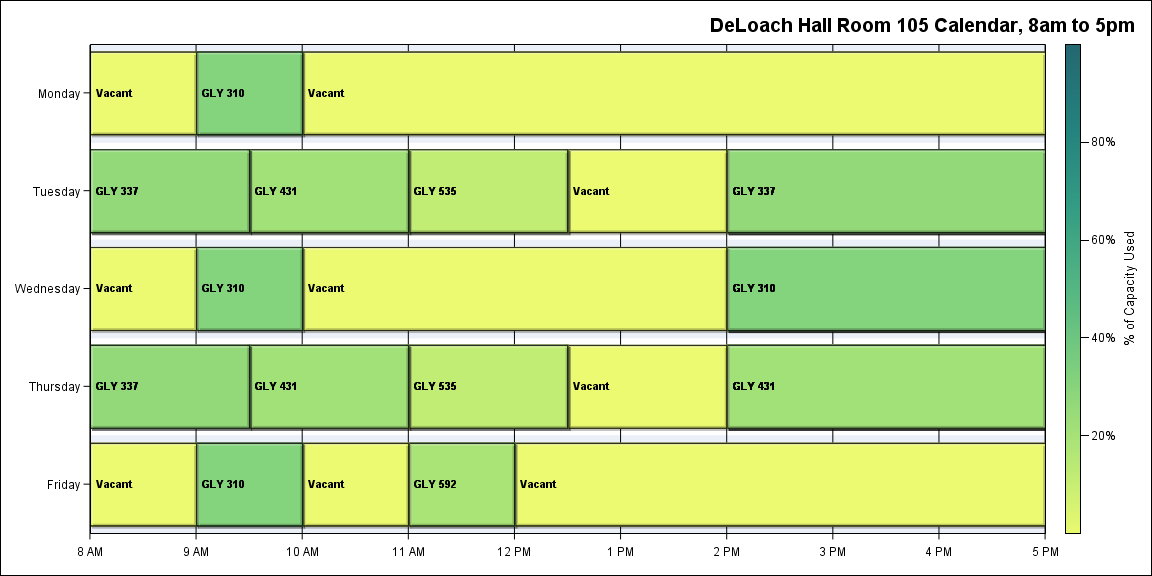 DeLoach Hall Room 105 Calendar, 8am to 5pm
Monday
Vacant
GLY 310
Vacant
Tuesday
GLY 337
GLY 431
GLY 535
Vacant
GLY 337
Wednesday
Vacant
GLY 310
Vacant
GLY 310
Thursday
GLY 337
GLY 431
GLY 535
Vacant
GLY 431
Friday
Vacant
GLY 310
Vacant
GLY 592
Vacant
8 AM
9 AM
10 AM
11 AM
12 PM
1 PM
2 PM
3 PM
4 PM
5 PM
80%
60%
40%
20%
% of Capacity Used